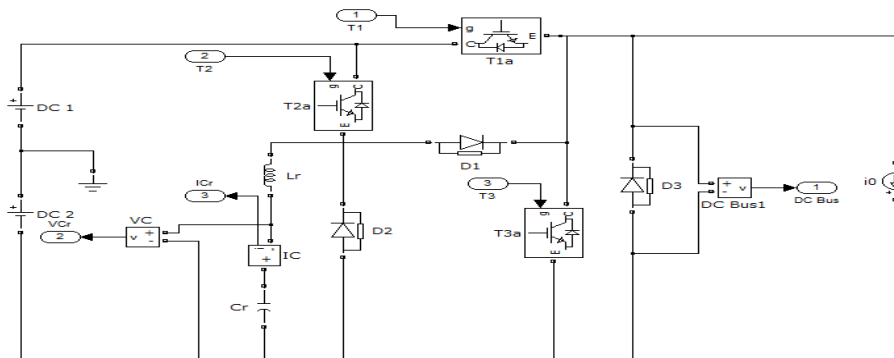 1
T1
g
E
C
T1a
2
T2
g
C
T2a
E
DC 1
D1
Lr
ICr
3
3
T3
D3
+
-
v
DC Bus1
1
DC Bus
i0
DC 2
VCr
2
VC
v
+
-
D2
g
C
T3a
E
i
-
+
IC
Cr